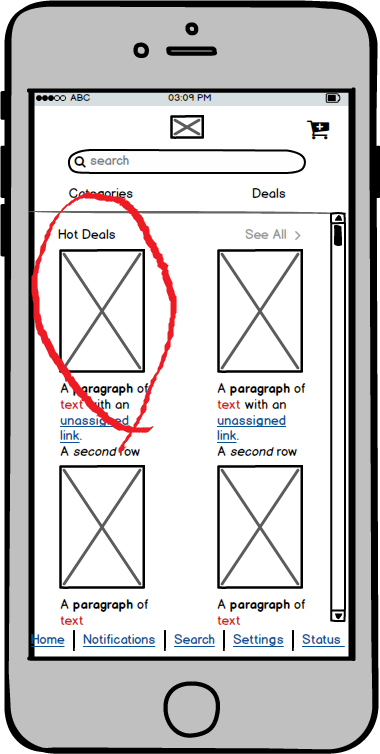 ABC 03:09 PM
search
Categories Deals
Hot Deals See All >
A paragraph of
text with an
unassigned
link.
A second row
A paragraph of
text with an
unassigned
link.
A second row
A paragraph of
text
A paragraph of
text
Home Notifications Search Settings Status